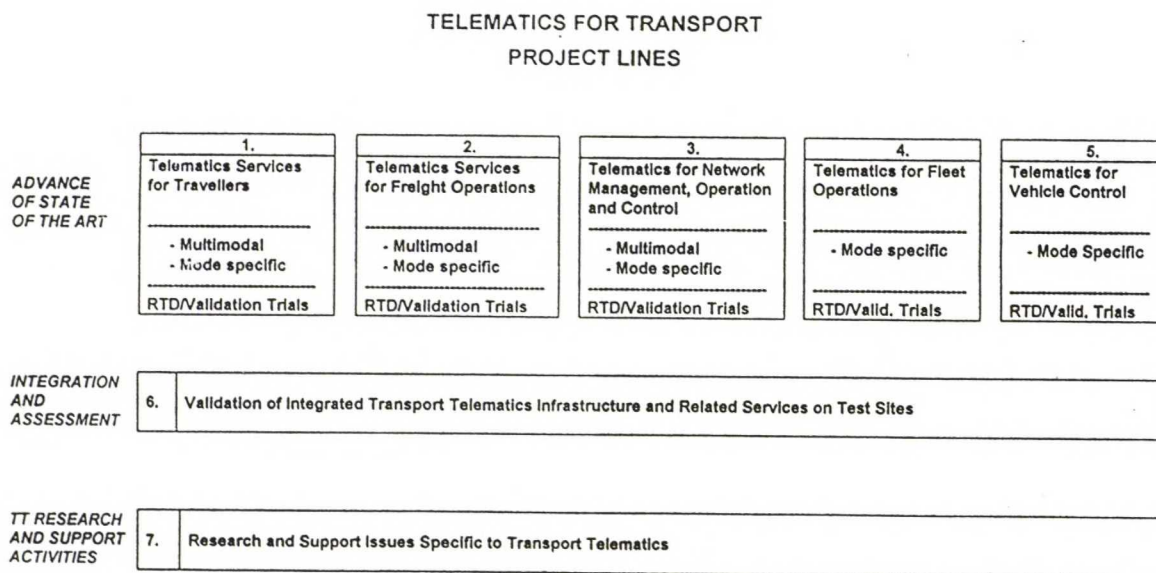 TELEMATICS FOR TRANSPORT
PROJECT LINES
ADVANCE
OF STATE
OF THE ART
1.
Telematics Services
for Travellers
- Multimodal
- Mode specific
RTD/Validation Trials
2.
Telematics Services
for Freight Operations
- Multimodal
- Mode specific
RTD/Validation Trials
3.
Telematics for Network
Management, Operation
and Control
- Multimodal
- Mode specific
RTD/Validation Trials
4.
Telematics for Fleet
Operations
- Mode specific
RTD/Valid. Trials
5.
Telematics for
Vehicle Control
- Mode Specific
RTD/Valid. Trials
INTEGRATION
AND
ASSESSMENT
6.
Validation of Integrated Transport Telematics Infrastructure and Related Services on Test Sites
TT RESEARCH
AND SUPPORT
ACTIVITIES
7.
Research and Support Issues Specific to Transport Telematics